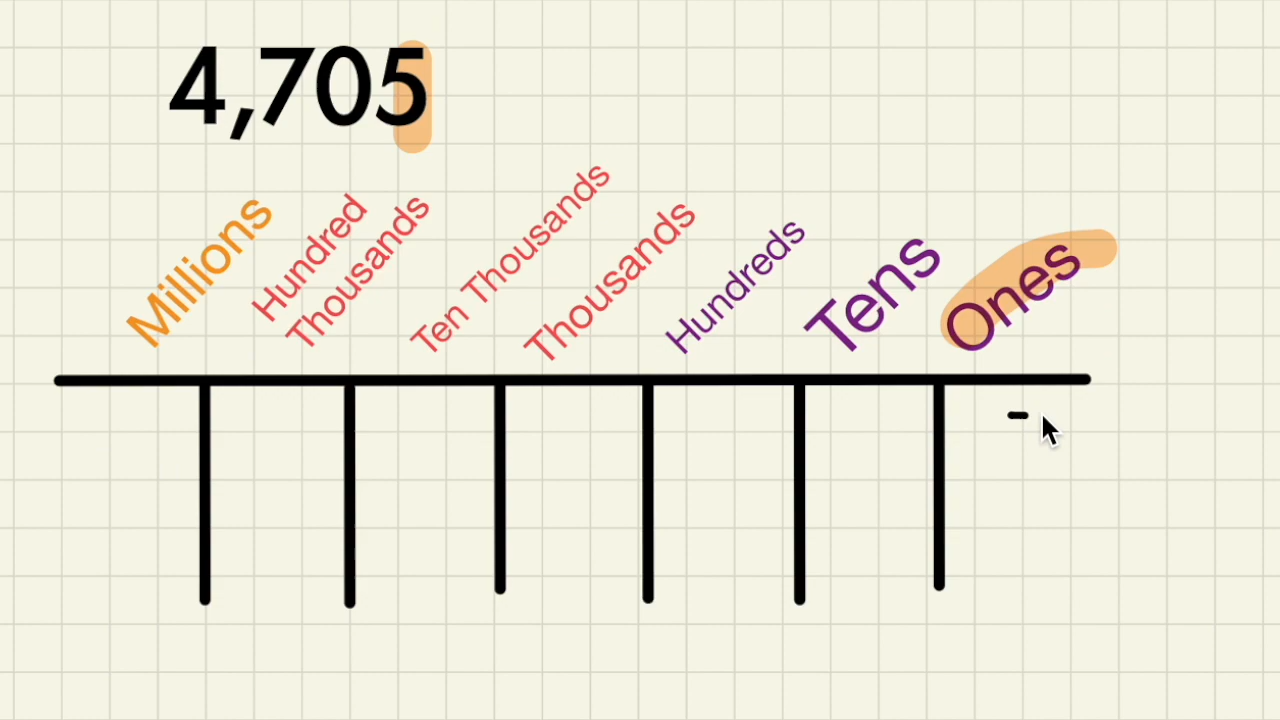 4,705
Millions
Hundred
Thousands
Ten Thousands
Thousands
Hundreds
Tens
Ones
-